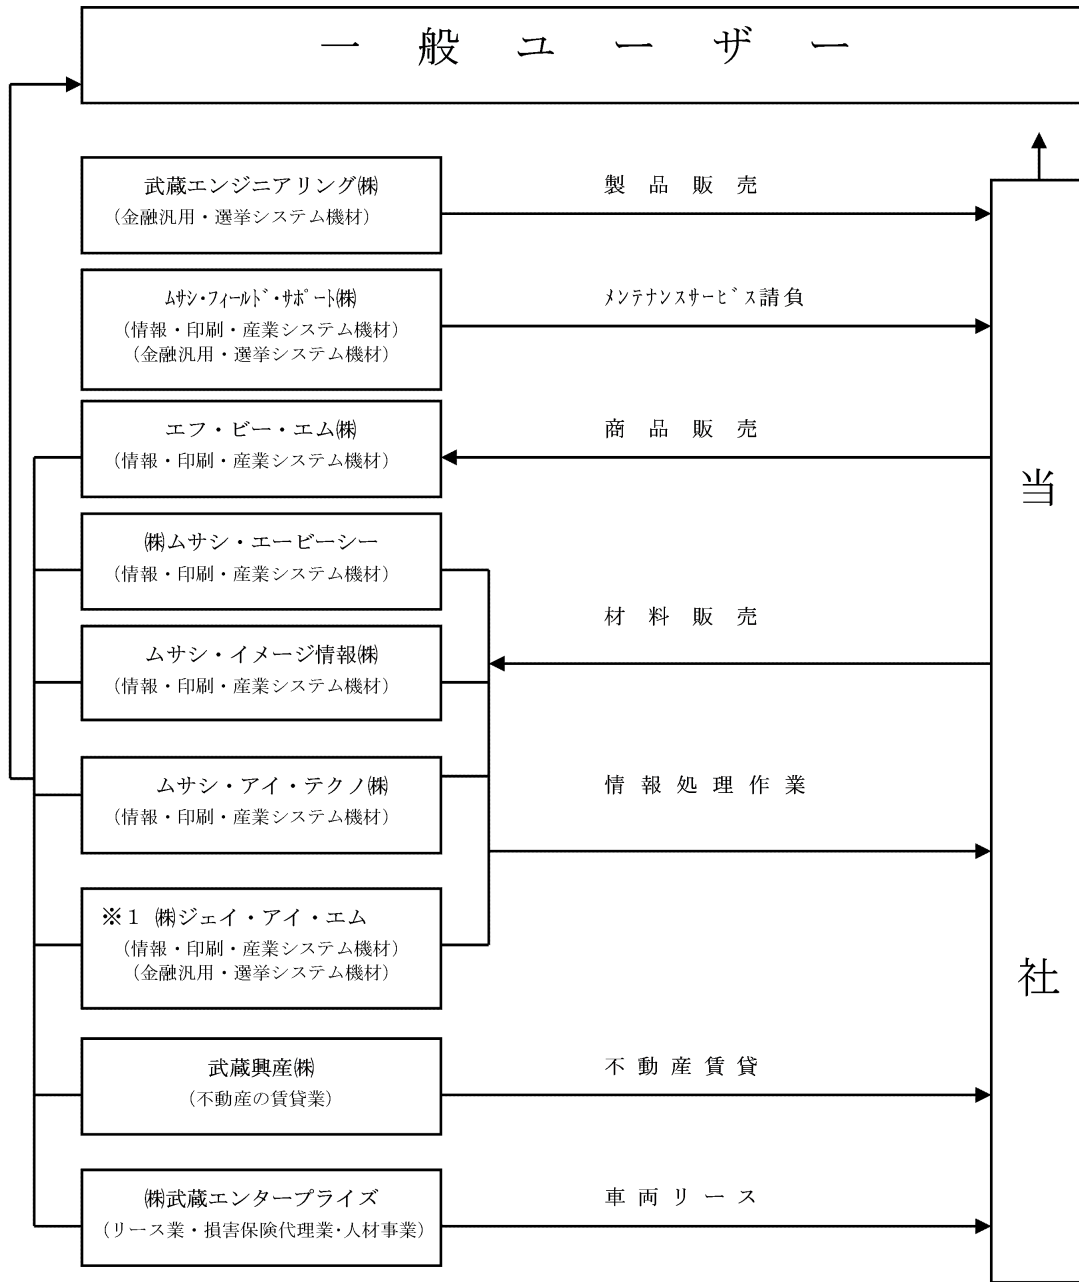 一般ユーザー
武蔵エンジニアリング㈱
（金融汎用・選挙システム機材）
製品販売
ﾑｻｼ・ﾌｨｰﾙﾄﾞ・ｻﾎﾟｰﾄ㈱
（情報・印刷・産業システム機材）
（金融汎用・選挙システム機材）
ﾒﾝﾃﾅﾝｽｻｰﾋﾞｽ請負
エフ・ビー・エム㈱
（情報・印刷・産業システム機材）
商品販売
㈱ムサシ・エービーシー
（情報・印刷・産業システム機材）
材料販売
ムサシ・イメージ情報㈱
（情報・印刷・産業システム機材）
ムサシ・アイ・テクノ㈱
（情報・印刷・産業システム機材）
情報処理作業
※１ ㈱ジェイ・アイ・エム
（情報・印刷・産業システム機材）
（金融汎用・選挙システム機材）
武蔵興産㈱
（不動産の賃貸業）
不動産賃貸
㈱武蔵エンタープライズ
（リース業・損害保険代理業・人材事業）
車両リース
当社